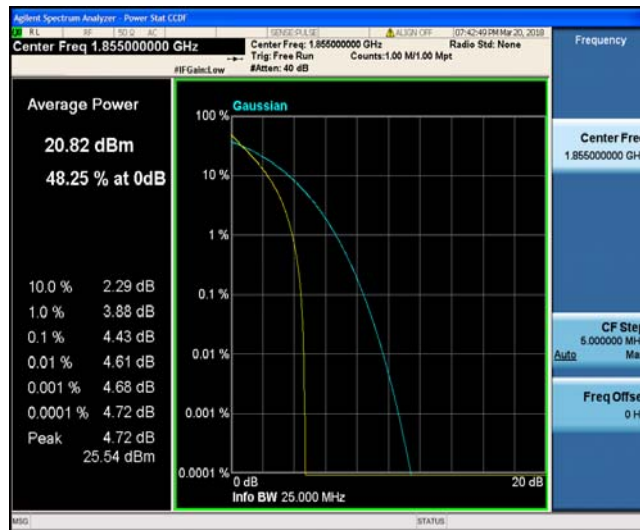 Agilent Spectrum Analyzer - Power Stat CCDF
RL RF 50 Ω AC SENSE:PULSE ALIGN OFF 07:42:49 PM Mar 20, 2018
Center Freq 1.855000000 GHz
Center Freq: 1.855000000 GHz Radio Std: None
Trig: Free Run Counts:1.00 M/1.00 Mpt
#IFGain:Low #Atten: 40 dB
Frequency
Average Power
20.82 dBm
48.25 % at 0dB
10.0 % 2.29 dB
1.0 % 3.88 dB
0.1 % 4.43 dB
0.01 % 4.61 dB
0.001 % 4.68 dB
0.0001 % 4.72 dB
Peak 4.72 dB
25.54 dBm
Gaussian
100 %
10 %
1 %
0.1 %
0.01 %
0.001 %
0.0001 %
0 dB 20 dB
Info BW 25.000 MHz
Center Fre
1.855000000 GH
CF Step
5.000000 MH
Auto Ma
Freq Offse
0 H
MSG STATUS